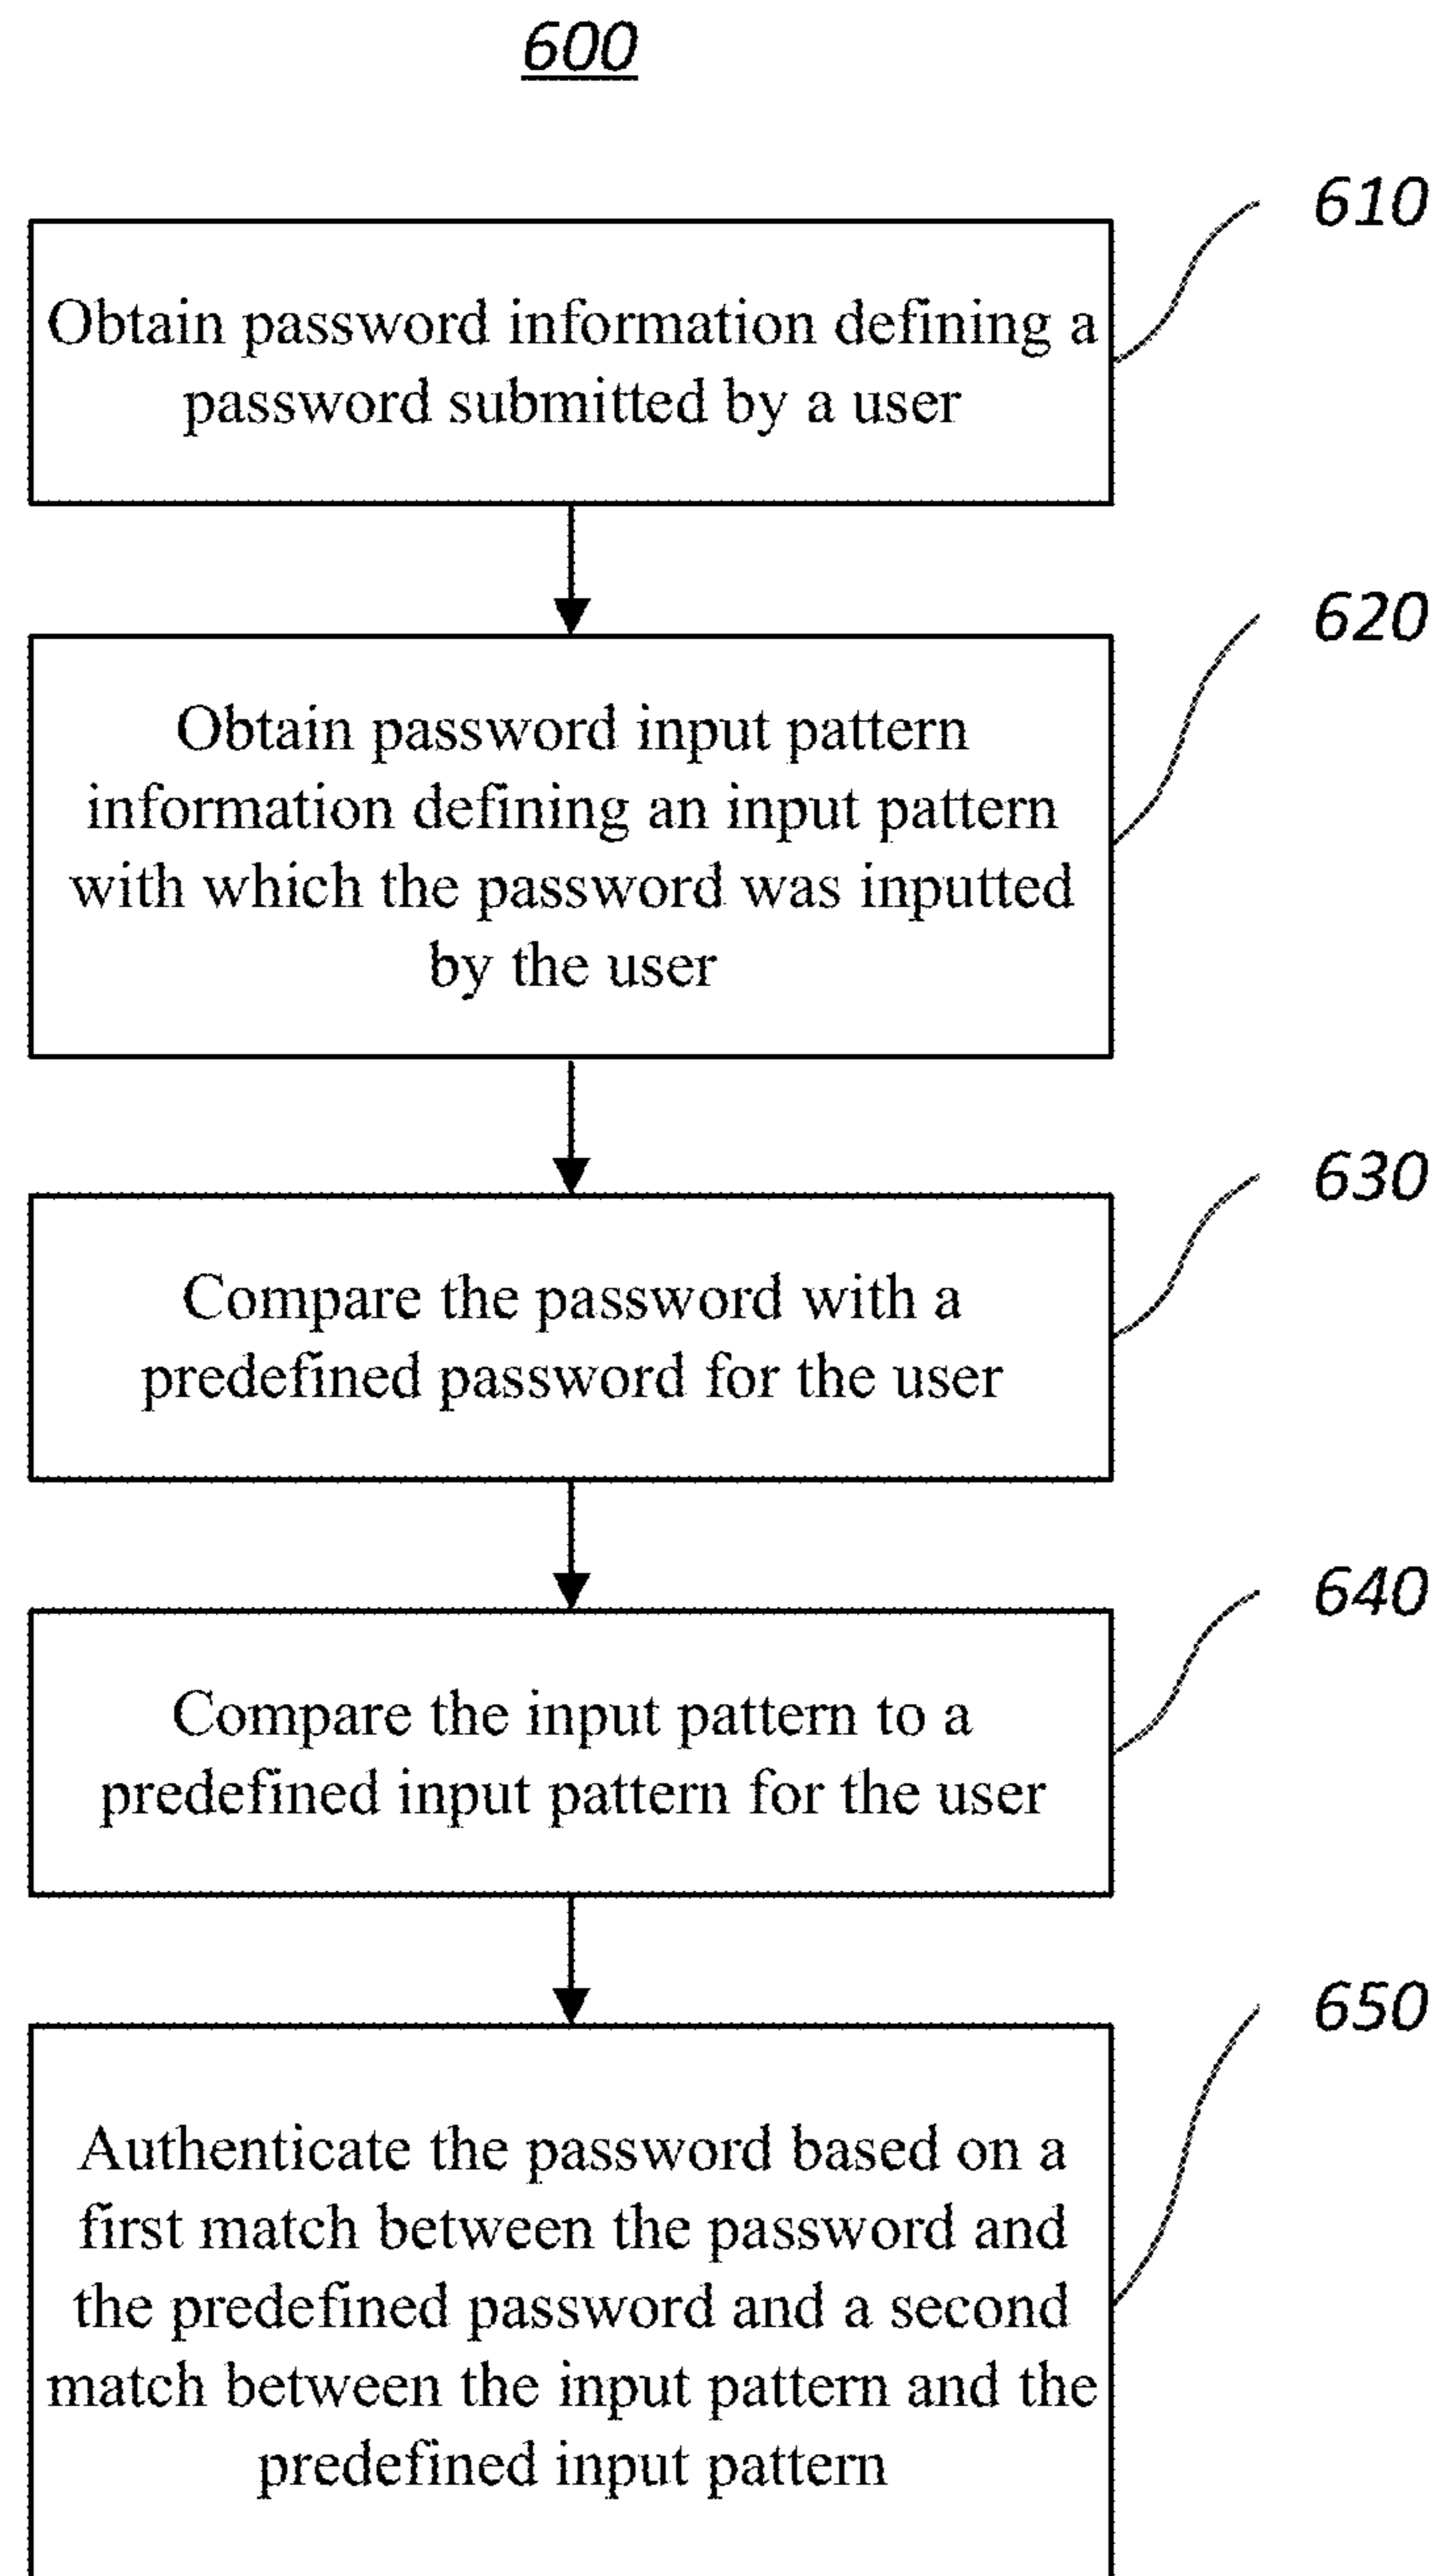 600
610
Obtain password information defining a
password submitted by a user
620
Obtain password input pattern
information defining an input pattern
with which the password was inputted
by the user
630
Compare the password with a
predefined password for the user
640
Compare the input pattern to a
predefined input pattern for the user
650
Authenticate the password based on a
first match between the password and
the predefined password and a second
match between the input pattern and the
predefined input pattern